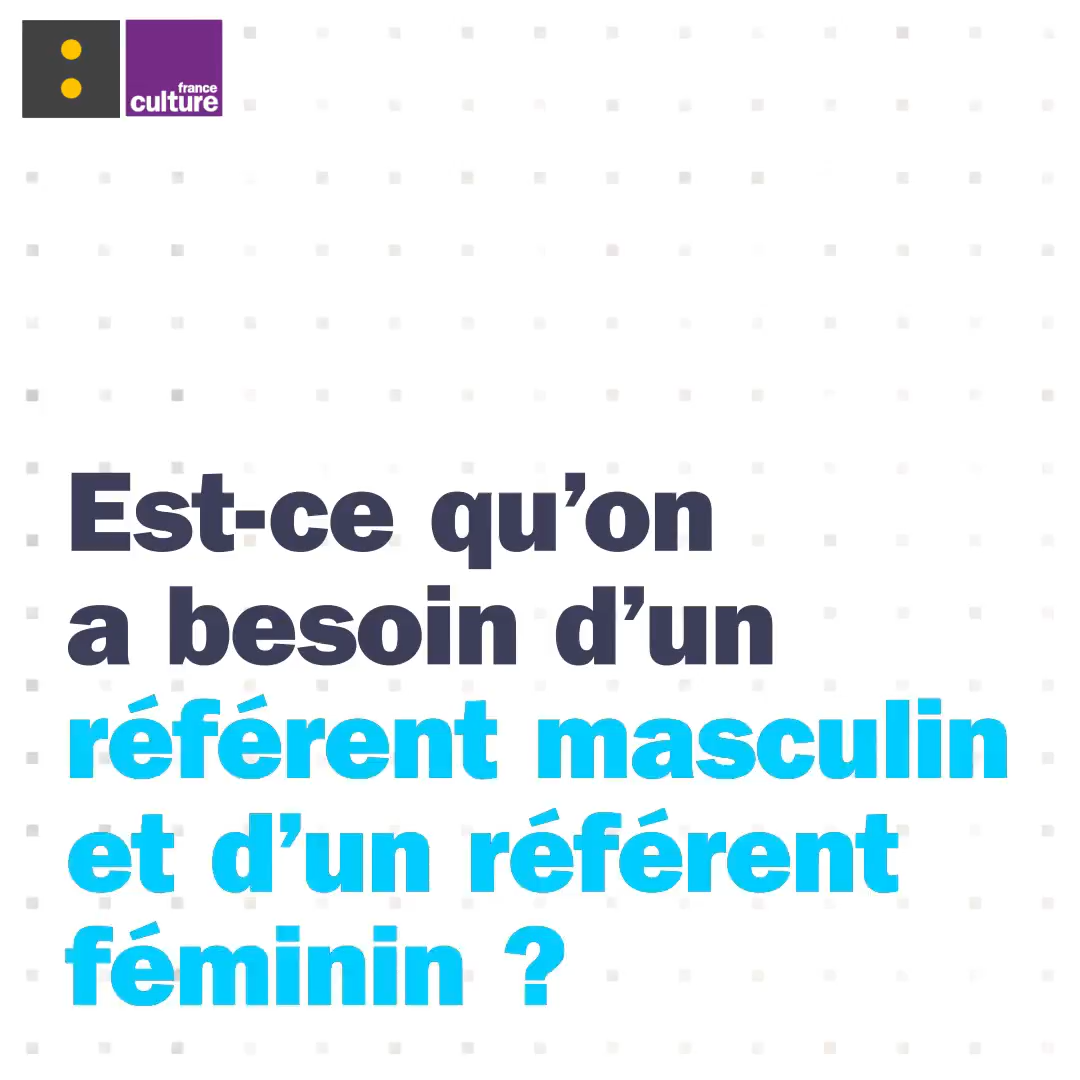 france
culture
Est-ce qu’on
a besoin d’un
référent masculin
et d’un référent
féminin ?